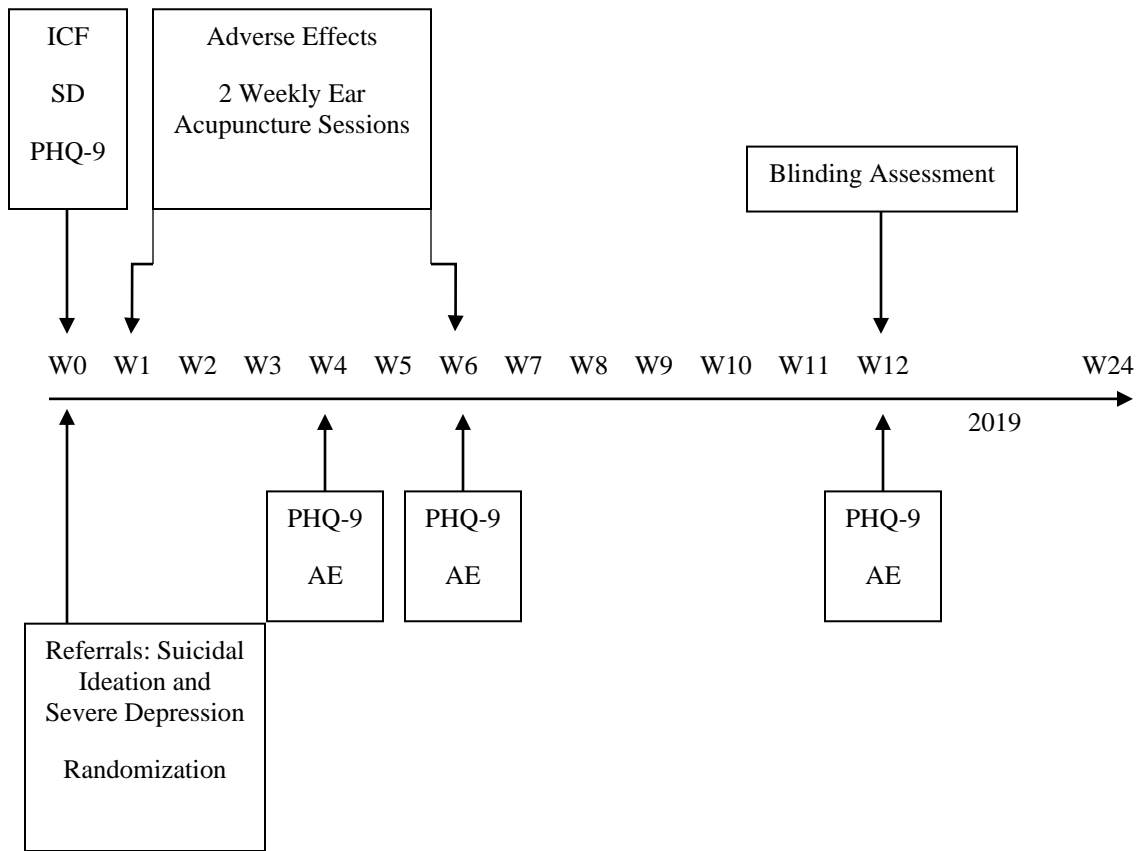 ICF
SD
PHQ-9
Adverse Effects
2 Weekly Ear
Acupuncture Sessions
Blinding Assessment
W0 W1 W2 W3 W4 W5 W6 W7 W8 W9 W10 W11 W12 W24
2019
PHQ-9
AE
PHQ-9
AE
PHQ-9
AE
Referrals: Suicidal
Ideation and
Severe Depression
Randomization